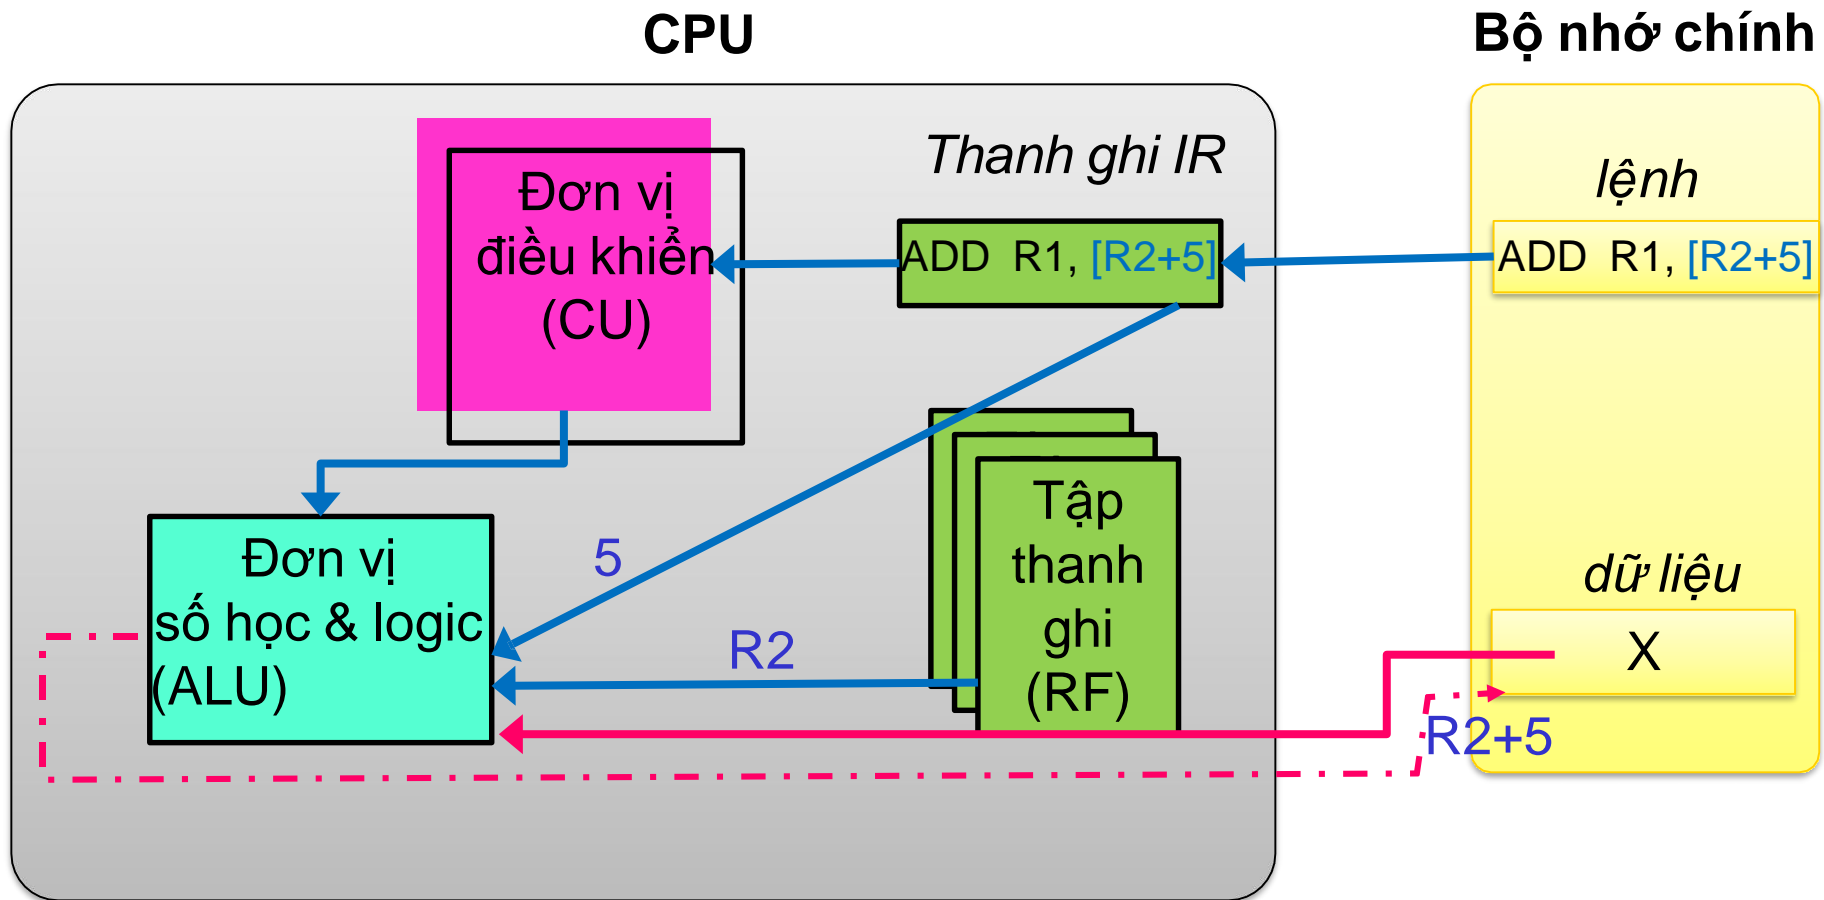 CPU
Bộ nhớ chính
Đơn vị
điều khiển
(CU)
Thanh ghi IR
ADD R1, [R2+5]
lệnh
ADD R1, [R2+5]
Đơn vị
số học & logic
(ALU)
5
R2
Tập
thanh
ghi
(RF)
dữ liệu
X
R2+5